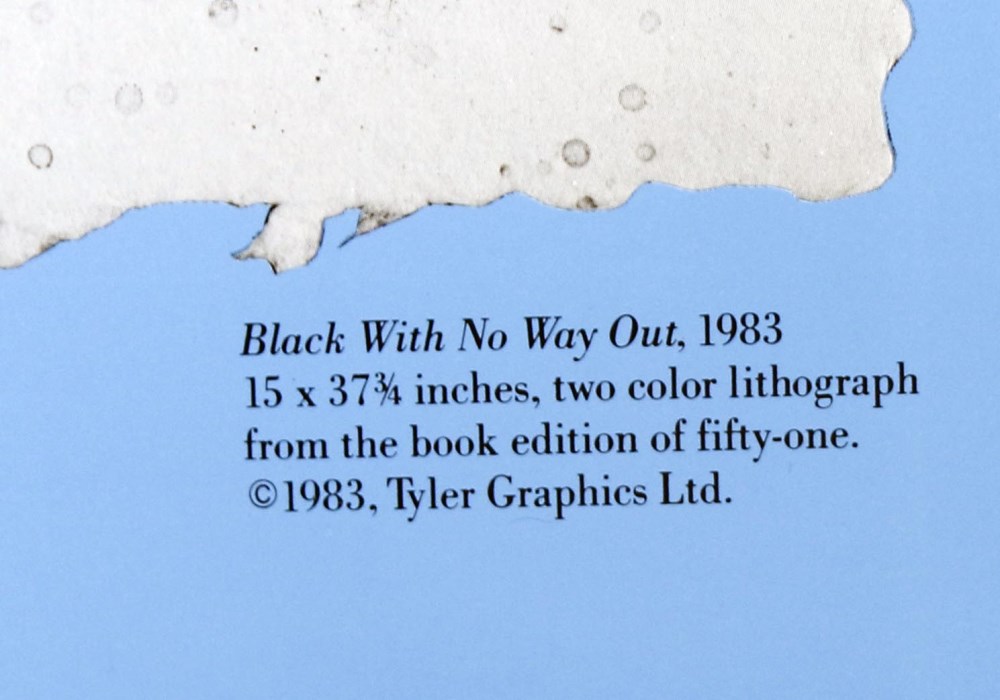 Black With No Way Out, 1983
15 x 37¾ inches, two color lithograph
from the book edition of fifty-one.
©1983, Tyler Graphics Ltd.